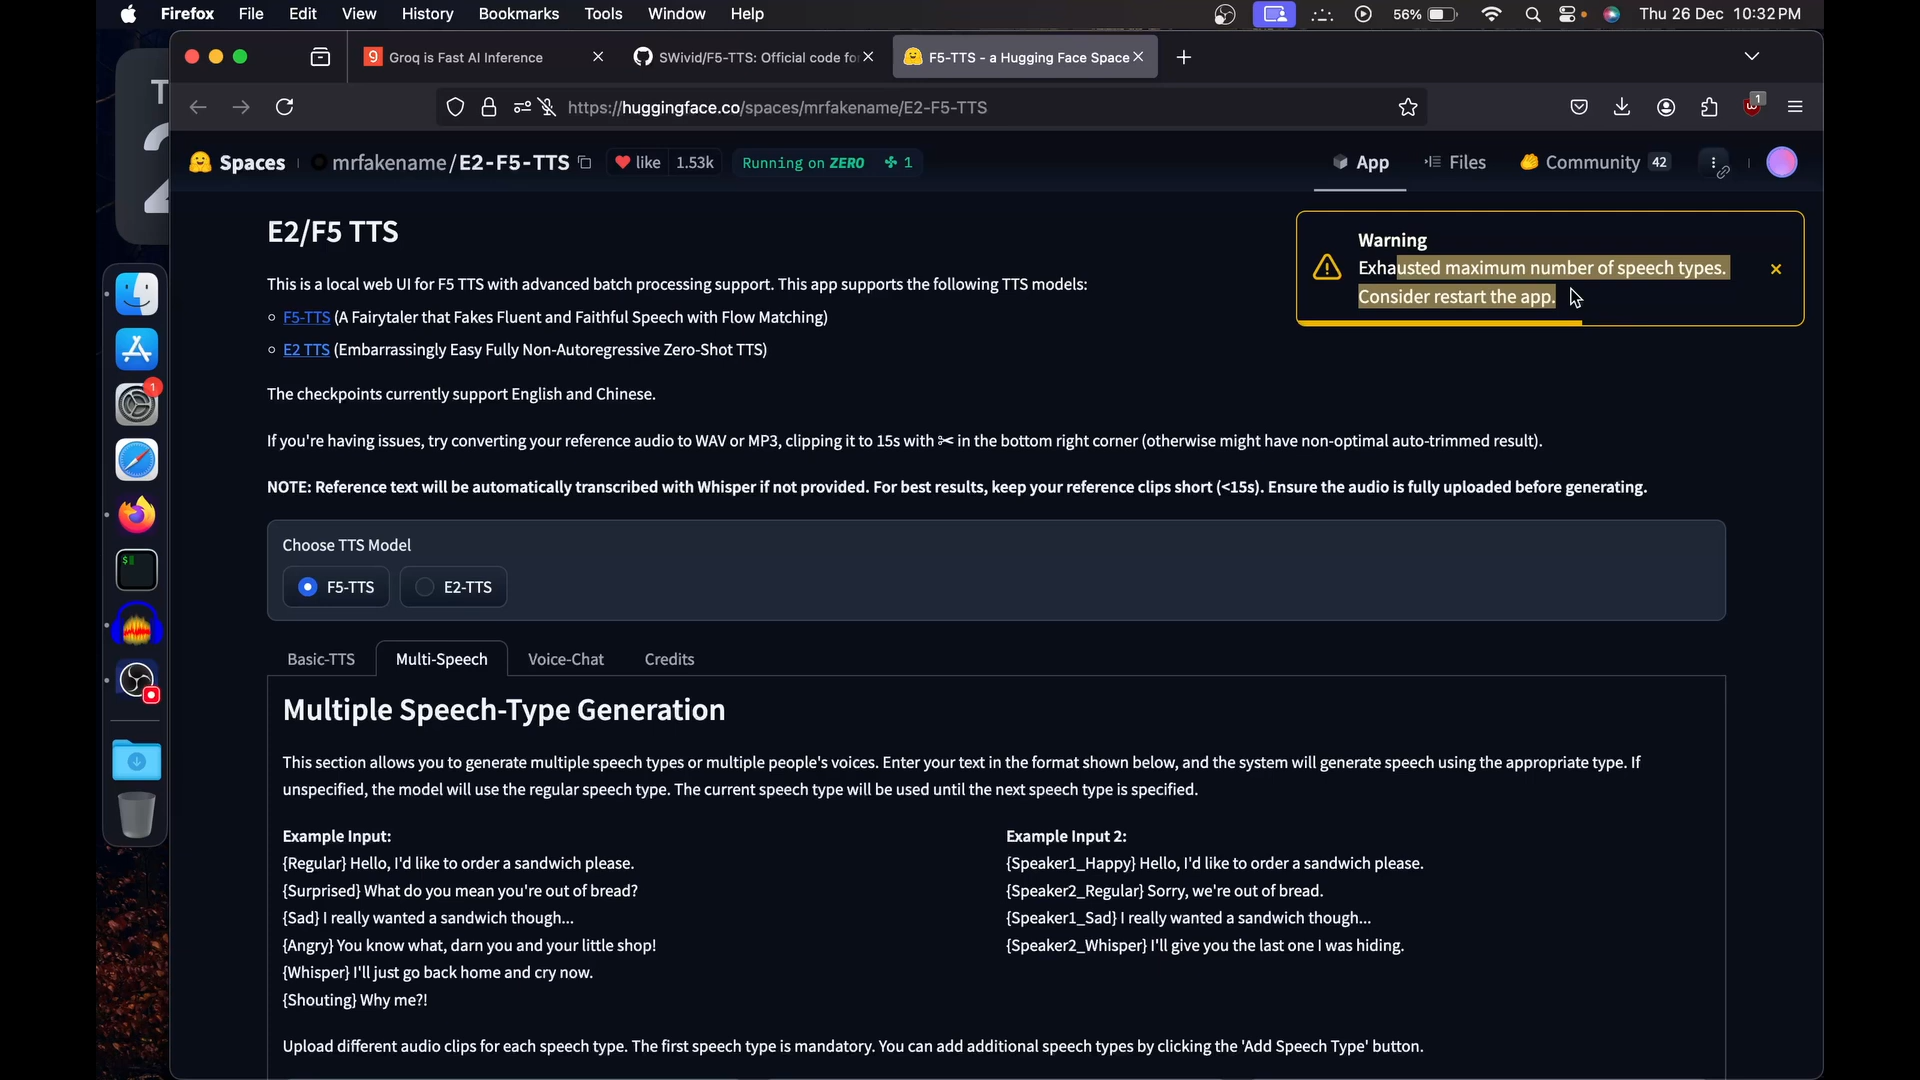 Firefox File Edit View History Bookmarks Tools Window Help 56% Thu 26 Dec 10:32 PM
Groq is Fast AI Inference
SWivid/F5-TTS: Official code fo
F5-TTS - a Hugging Face Space
https://huggingface.co/spaces/mrfakename/E2-F5-TTS
1
Spaces mrfakename/E2-F5-TTS like 1.53k Running on ZERO 1 App Files Community 42
E2/F5 TTS
Warning
Exhausted maximum number of speech types.
Consider restart the app.
This is a local web UI for F5 TTS with advanced batch processing support. This app supports the following TTS models:
F5-TTS (A Fairytaler that Fakes Fluent and Faithful Speech with Flow Matching)
E2 TTS (Embarrassingly Easy Fully Non-Autoregressive Zero-Shot TTS)
The checkpoints currently support English and Chinese.
If you're having issues, try converting your reference audio to WAV or MP3, clipping it to 15s with ✂ in the bottom right corner (otherwise might have non-optimal auto-trimmed result).
NOTE: Reference text will be automatically transcribed with Whisper if not provided. For best results, keep your reference clips short (<15s). Ensure the audio is fully uploaded before generating.
Choose TTS Model
F5-TTS E2-TTS
Basic-TTS Multi-Speech Voice-Chat Credits
Multiple Speech-Type Generation
This section allows you to generate multiple speech types or multiple people's voices. Enter your text in the format shown below, and the system will generate speech using the appropriate type. If
unspecified, the model will use the regular speech type. The current speech type will be used until the next speech type is specified.
Example Input:
{Regular} Hello, I'd like to order a sandwich please.
{Surprised} What do you mean you're out of bread?
{Sad} I really wanted a sandwich though...
{Angry} You know what, darn you and your little shop!
{Whisper} I'll just go back home and cry now.
{Shouting} Why me?!
Example Input 2:
{Speaker1_Happy} Hello, I'd like to order a sandwich please.
{Speaker2_Regular} Sorry, we're out of bread.
{Speaker1_Sad} I really wanted a sandwich though...
{Speaker2_Whisper} I'll give you the last one I was hiding.
Upload different audio clips for each speech type. The first speech type is mandatory. You can add additional speech types by clicking the 'Add Speech Type' button.